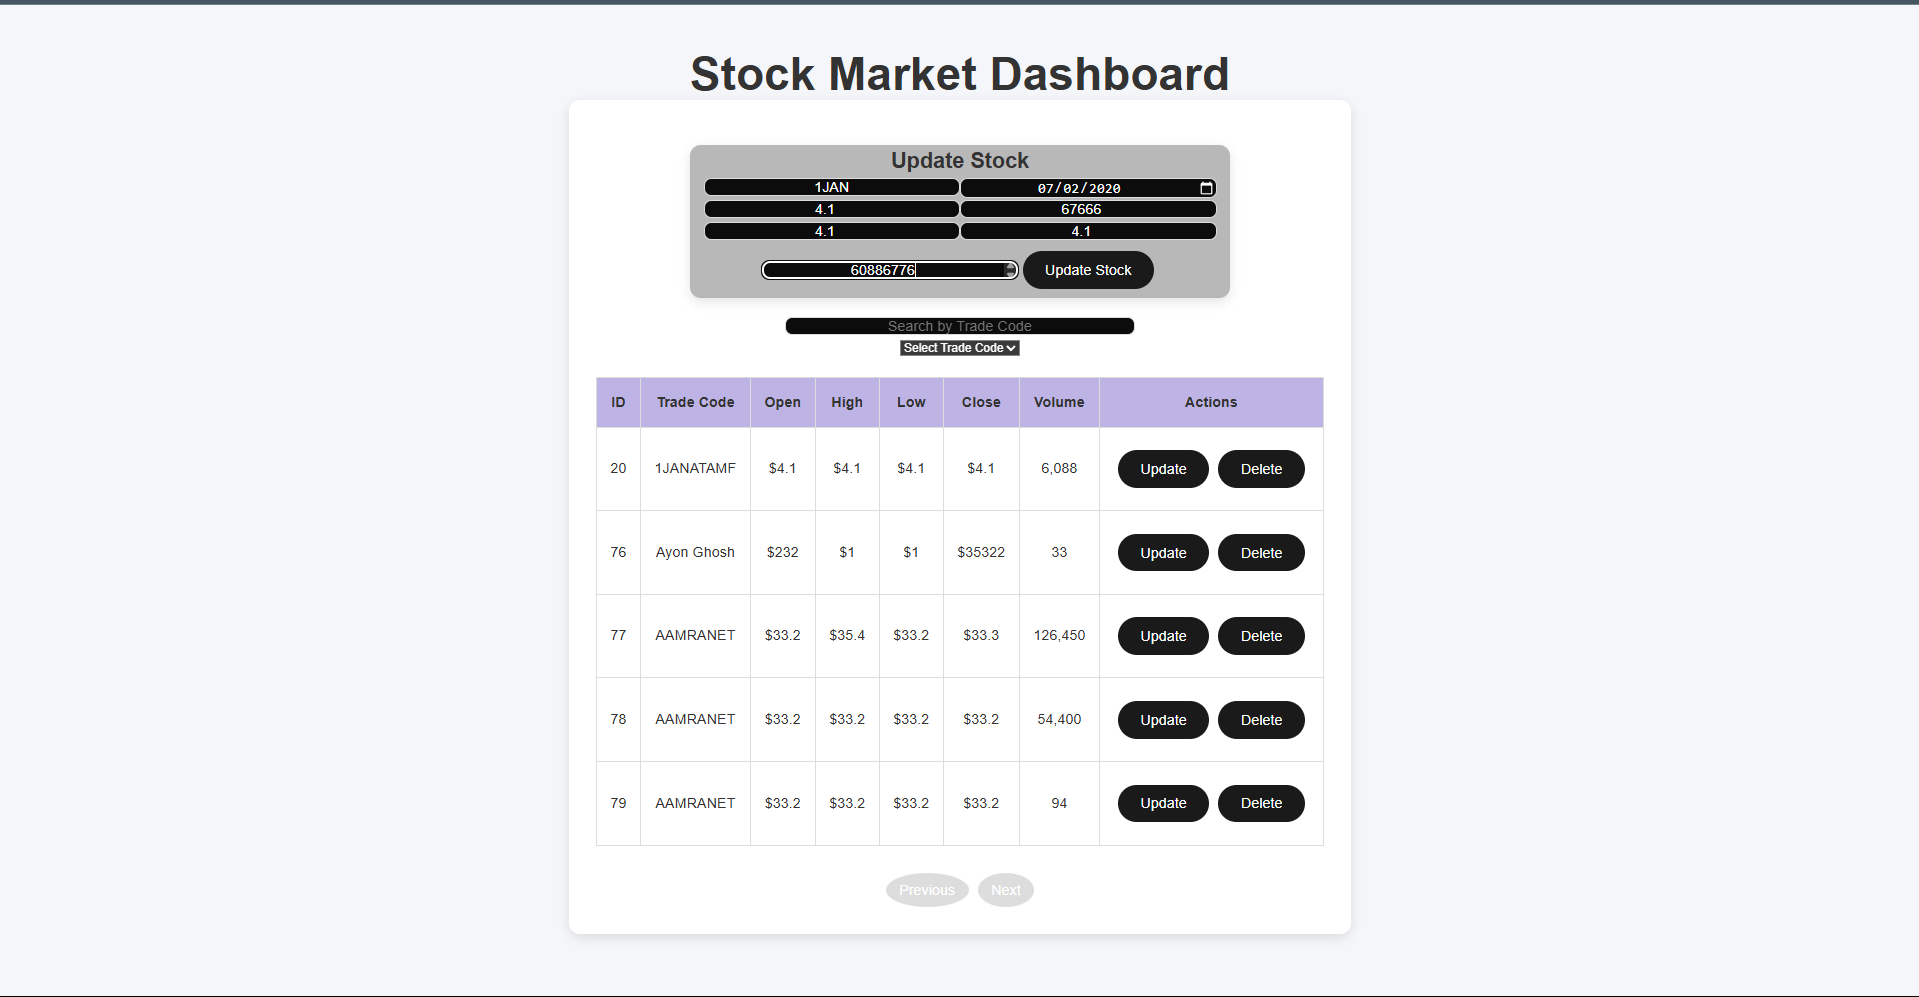 Stock Market Dashboard
Update Stock
1JAN 07/02/2020
4.1 67666
4.1 4.1
60886776 Update Stock
Search by Trade Code
Select Trade Code
ID Trade Code Open High Low Close Volume Actions
20 1JANATAMF $4.1 $4.1 $4.1 $4.1 6,088 Update Delete
76 Ayon Ghosh $232 $1 $1 $35322 33 Update Delete
77 AAMRANET $33.2 $35.4 $33.2 $33.3 126,450 Update Delete
78 AAMRANET $33.2 $33.2 $33.2 $33.2 54,400 Update Delete
79 AAMRANET $33.2 $33.2 $33.2 $33.2 94 Update Delete
Previous Next